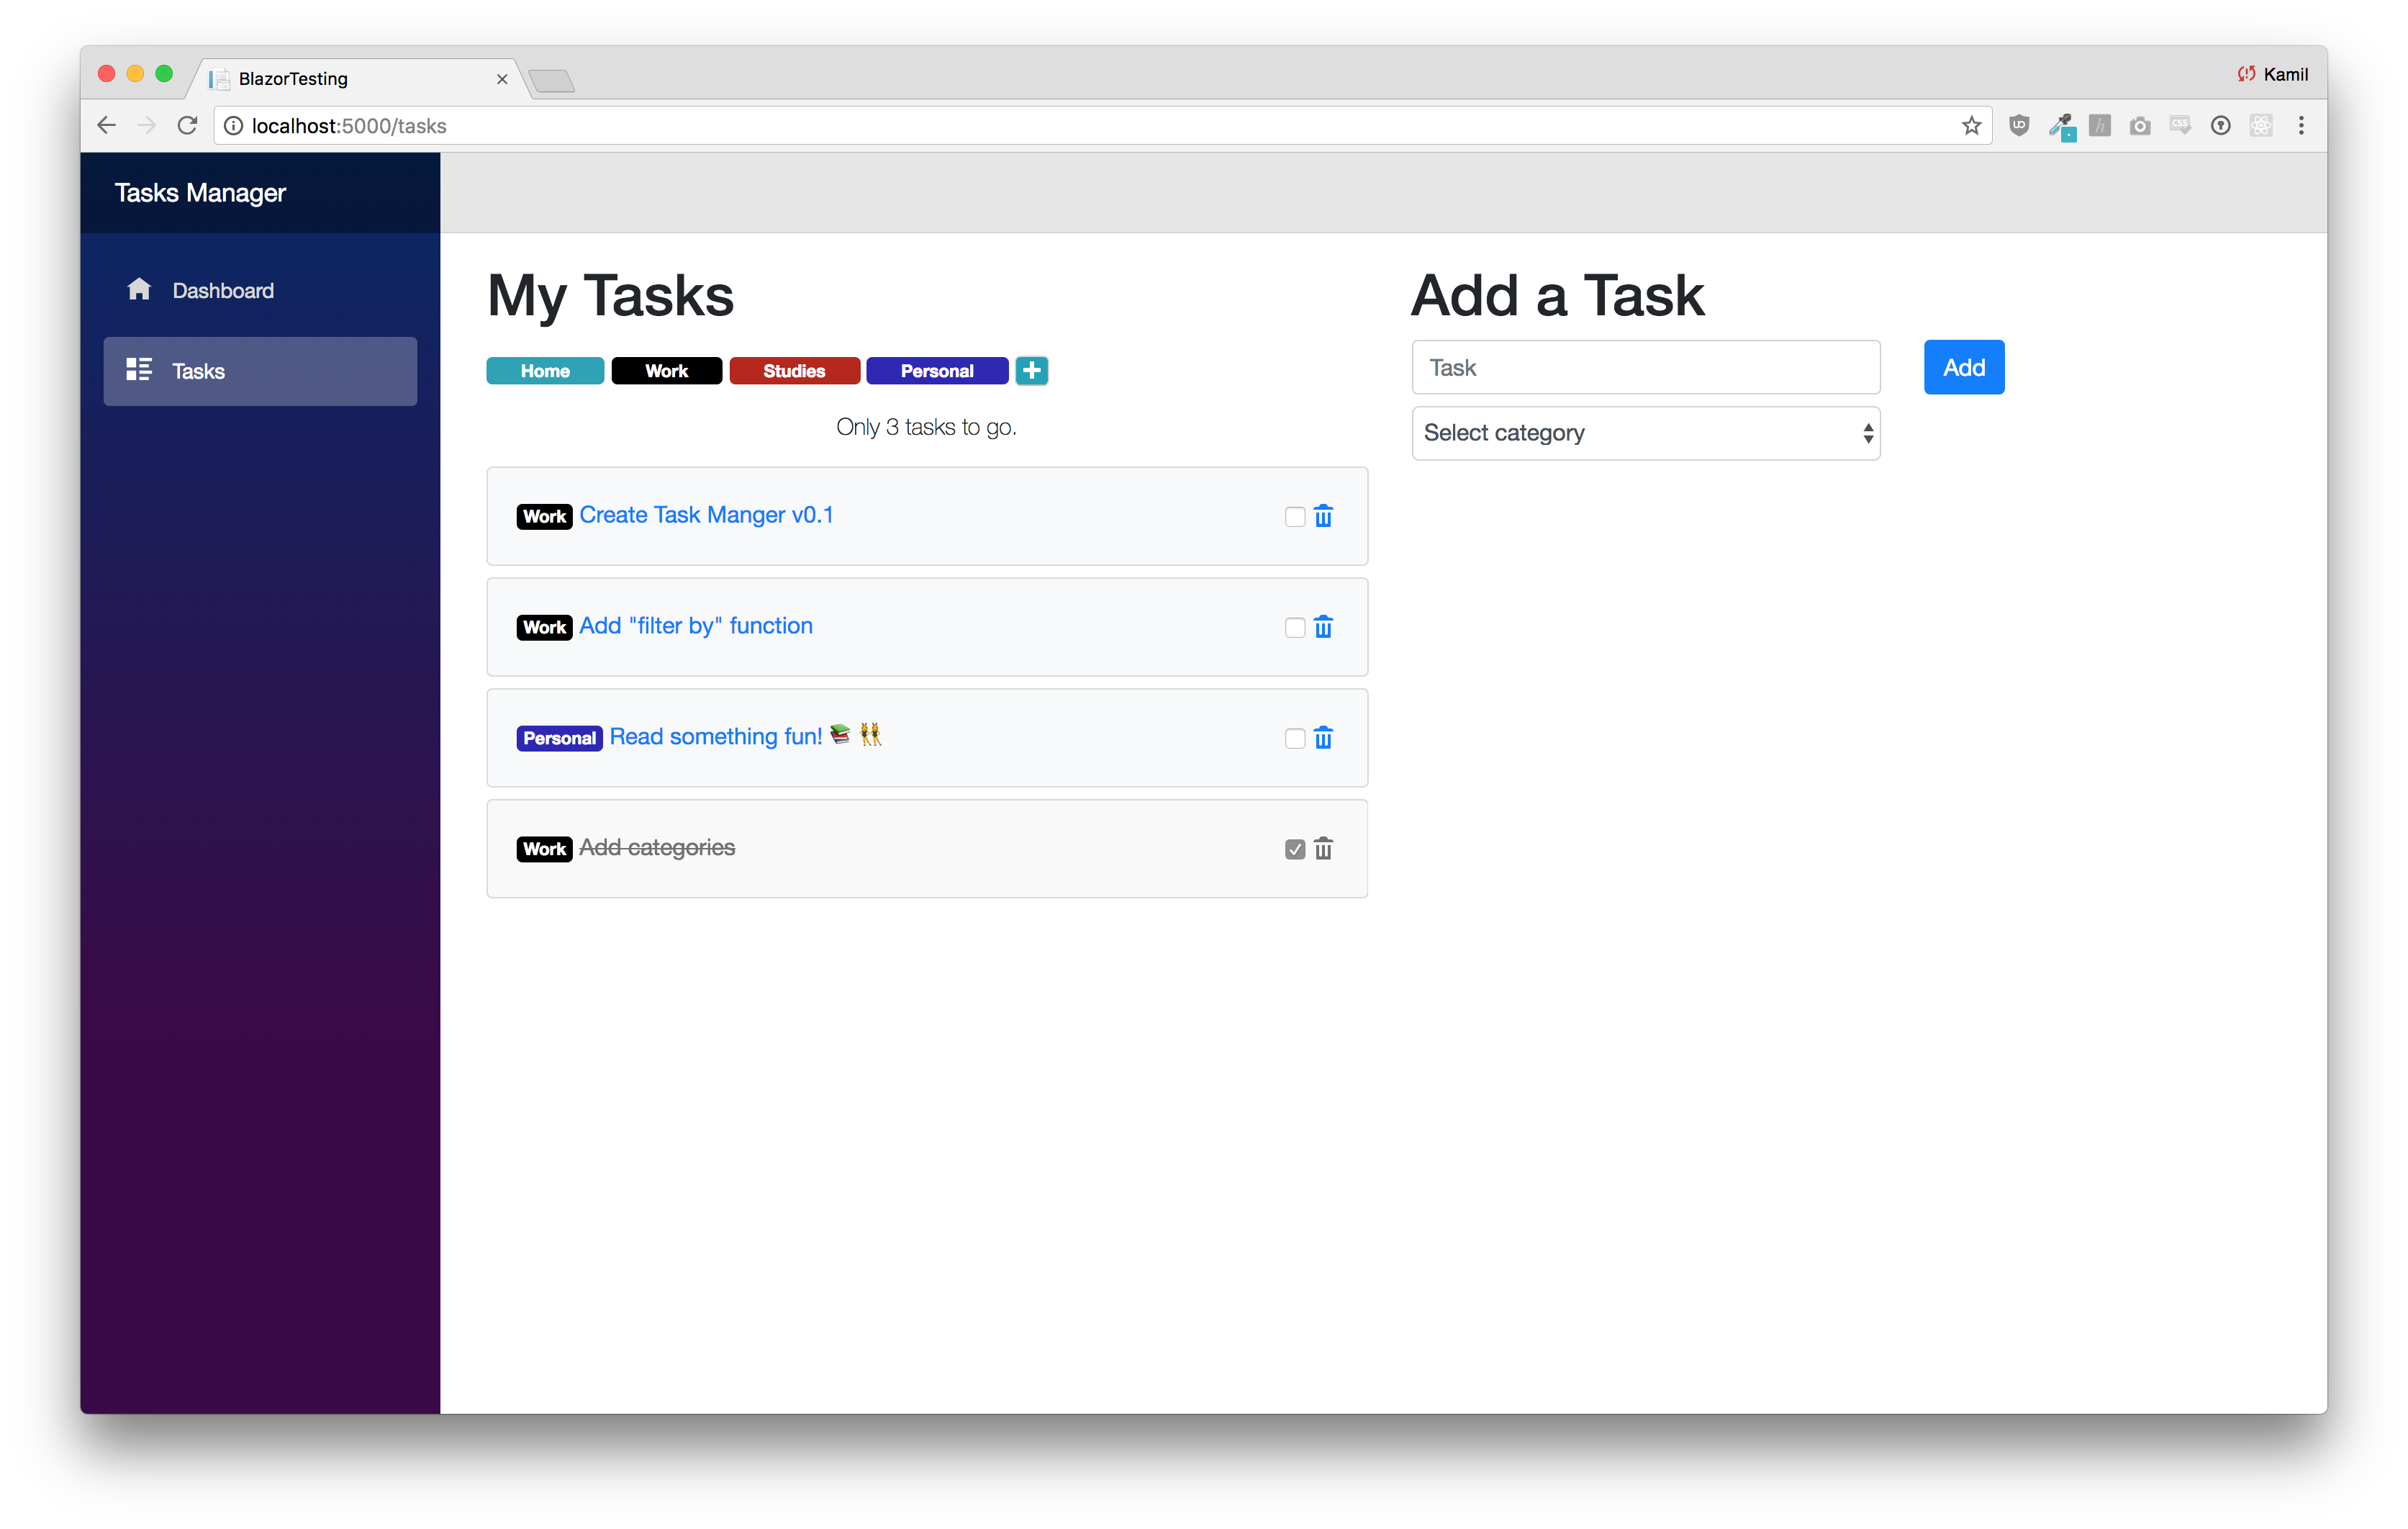 BlazorTesting
Kamil
localhost:5000/tasks
Tasks Manager
Dashboard
Tasks
My Tasks
Home Work Studies Personal
Only 3 tasks to go.
Work Create Task Manger v0.1
Work Add "filter by" function
Personal Read something fun! 📚 👯
Work Add categories
Add a Task
Task
Add
Select category